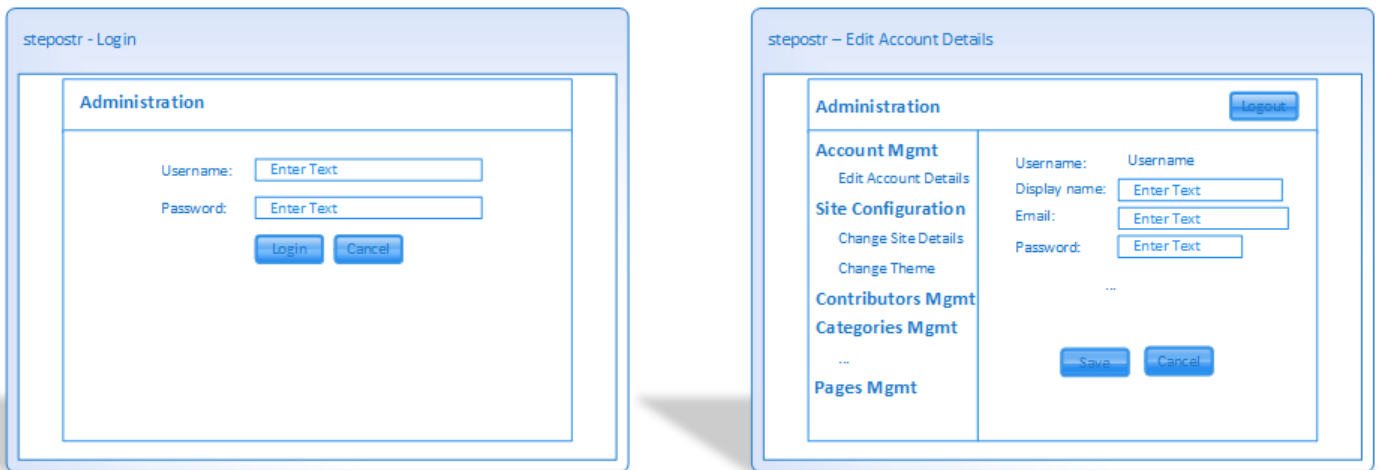 stepostr - Login
Administration
Username: Enter Text
Password: Enter Text
Login Cancel
stepostr – Edit Account Details
Administration Logout
Account Mgmt
Edit Account Details
Site Configuration
Change Site Details
Change Theme
Contributors Mgmt
Categories Mgmt
...
Pages Mgmt
Username: Username
Display name: Enter Text
Email: Enter Text
Password: Enter Text
...
Save Cancel